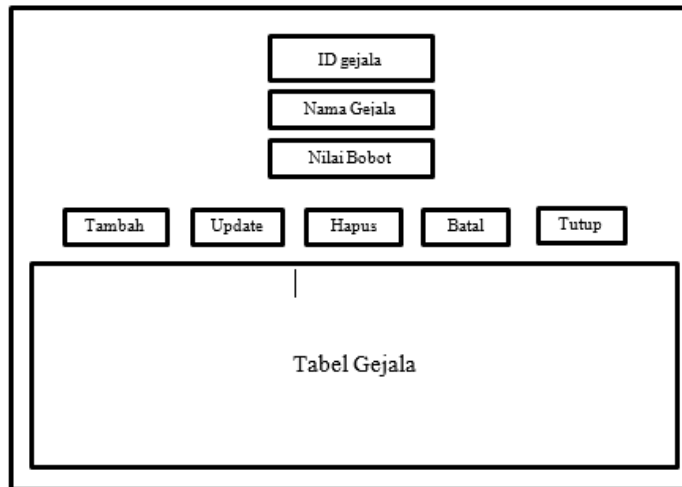 ID gejala
Nama Gejala
Nilai Bobot
Tambah Update Hapus Batal Tutup
Tabel Gejala